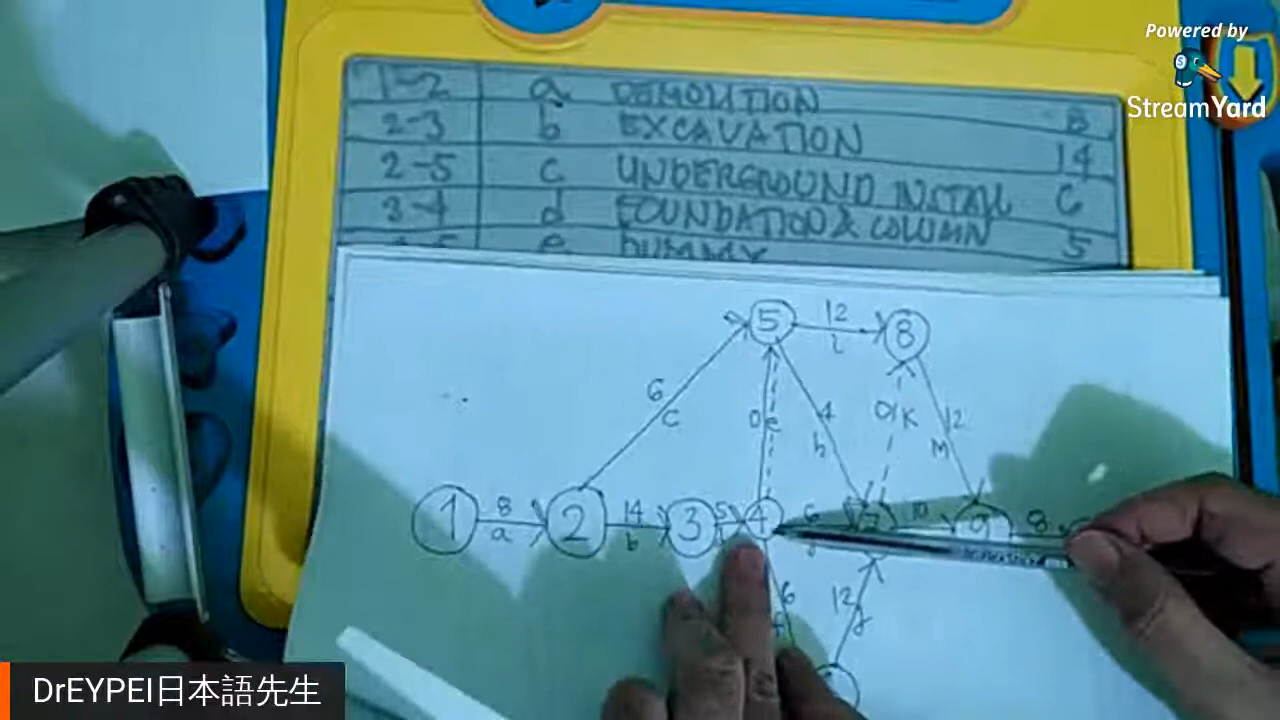 Powered by
StreamYard
1-2 a DEMOLITION 8
2-3 b EXCAVATION 14
2-5 c UNDERGROUND INSTALL 6
3-4 d FOUNDATION & COLUMN 5
e DUMMY
5 12 8
i
6
c
0 e
4
h
0 K
12
M
1 8 2 14 3 5 4 6 7 10 9 8
a b
6
12
g
DrEYPEI日本語先生